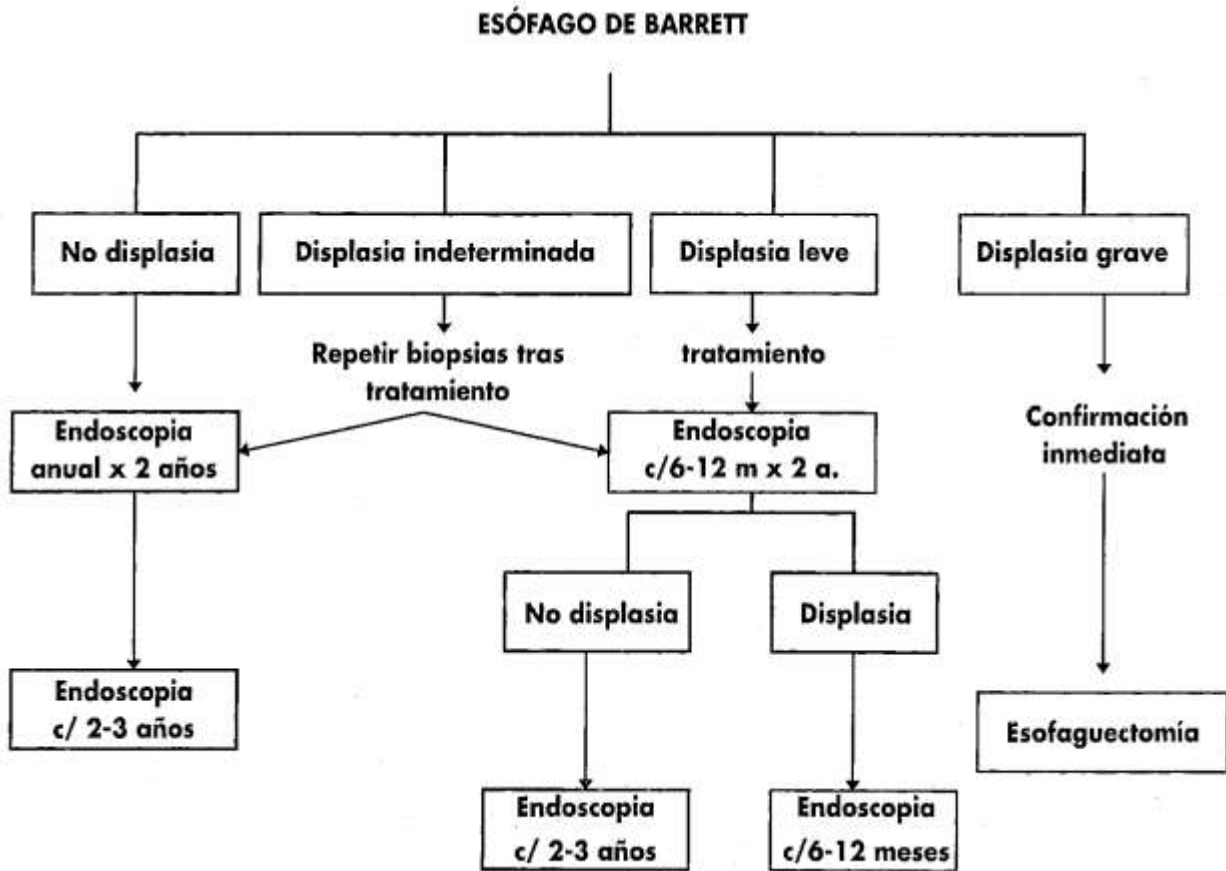 ESÓFAGO DE BARRETT
No displasia
Displasia indeterminada
Displasia leve
Displasia grave
Repetir biopsias tras
tratamiento
tratamiento
Endoscopia
anual x 2 años
Endoscopia
c/6-12 m x 2 a.
Confirmación
inmediata
No displasia
Displasia
Endoscopia
c/ 2-3 años
Esofaguectomía
Endoscopia
c/ 2-3 años
Endoscopia
c/6-12 meses